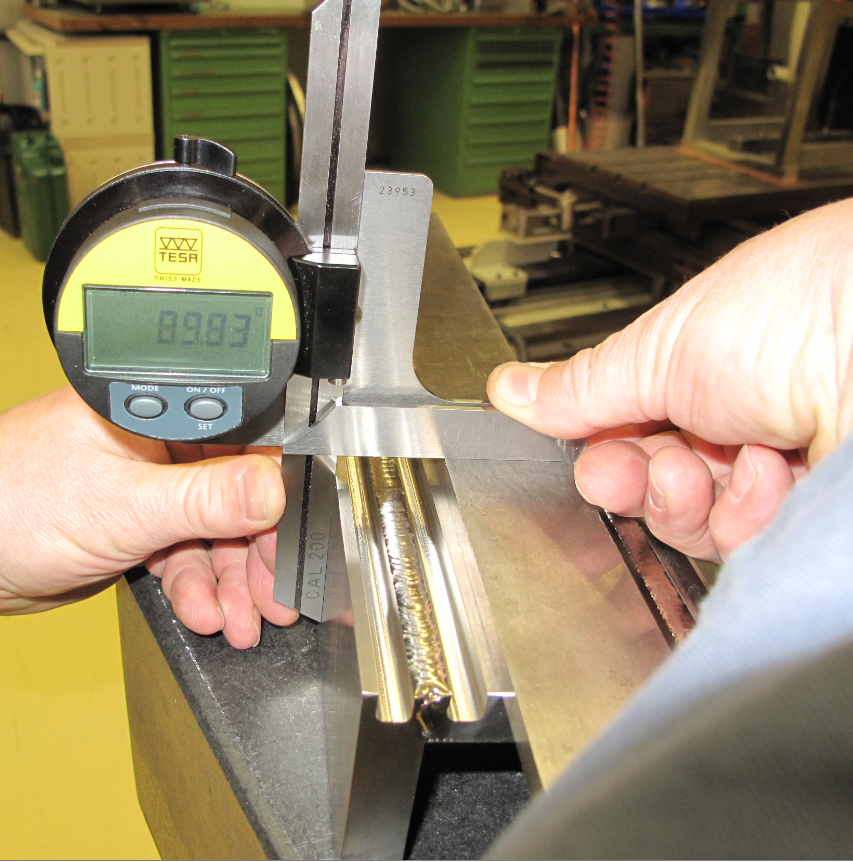 23953
TESA
SWISS MADE
89.83
MODE
ON / OFF
SET
CAL 200